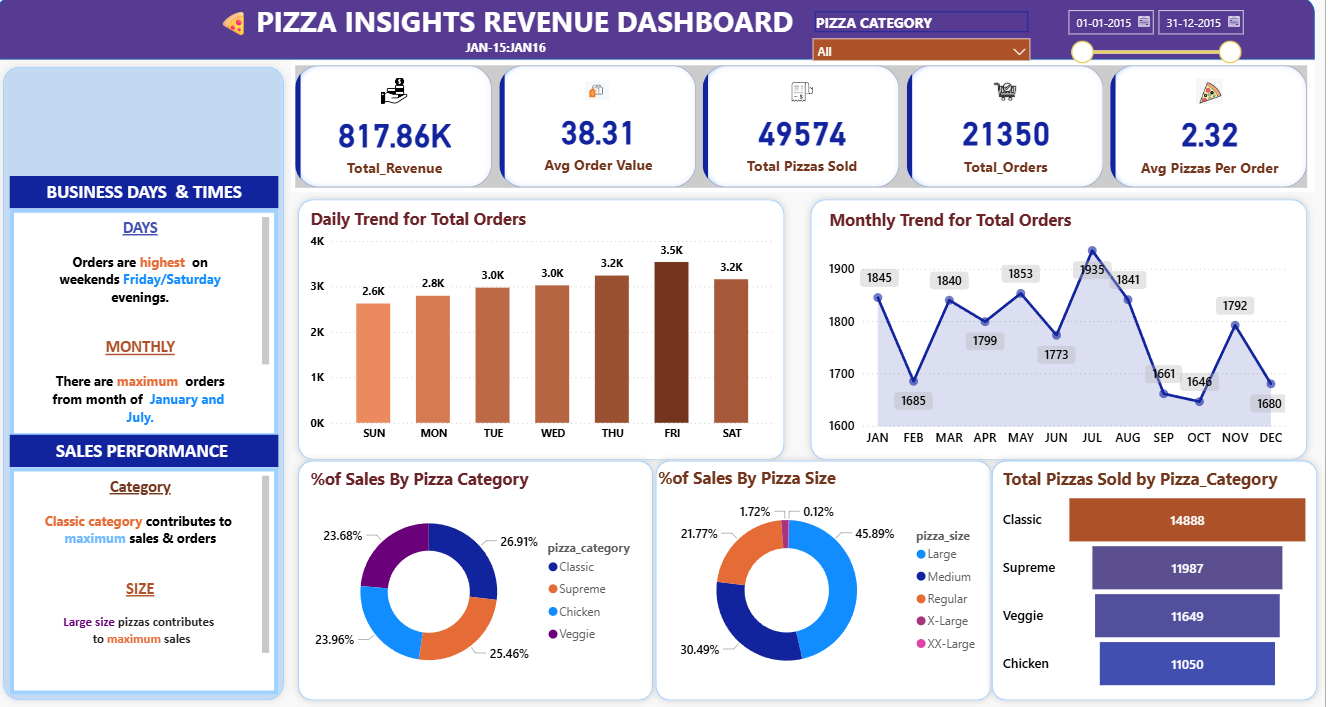 PIZZA INSIGHTS REVENUE DASHBOARD
JAN-15:JAN16
PIZZA CATEGORY
All
01-01-2015
31-12-2015
817.86K
Total_Revenue
38.31
Avg Order Value
49574
Total Pizzas Sold
21350
Total_Orders
2.32
Avg Pizzas Per Order
BUSINESS DAYS & TIMES
DAYS
Orders are highest on
weekends Friday/Saturday
evenings.
MONTHLY
There are maximum orders
from month of January and
July.
SALES PERFORMANCE
Category
Classic category contributes to
maximum sales & orders
SIZE
Large size pizzas contributes
to maximum sales
Daily Trend for Total Orders
4K
3K
2K
1K
0K
2.6K
2.8K
3.0K
3.0K
3.2K
3.5K
3.2K
SUN MON TUE WED THU FRI SAT
Monthly Trend for Total Orders
1900
1800
1700
1600
1845
1685
1840
1799
1853
1773
1935
1841
1661
1646
1792
1680
JAN FEB MAR APR MAY JUN JUL AUG SEP OCT NOV DEC
%of Sales By Pizza Category
23.68%
26.91%
23.96%
25.46%
pizza_category
Classic
Supreme
Chicken
Veggie
%of Sales By Pizza Size
1.72%
0.12%
21.77%
45.89%
30.49%
pizza_size
Large
Medium
Regular
X-Large
XX-Large
Total Pizzas Sold by Pizza_Category
Classic 14888
Supreme 11987
Veggie 11649
Chicken 11050